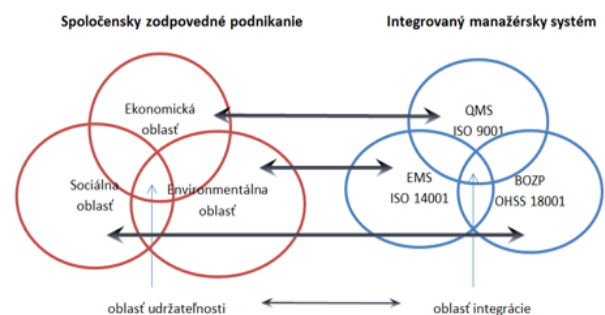 Spoločensky zodpovedné podnikanie
Integrovaný manažérsky systém
Ekonomická
oblasť
QMS
ISO 9001
Sociálna
oblasť
Environmentálna
oblasť
EMS
ISO 14001
BOZP
OHSS 18001
oblasť udržateľnosti
oblasť integrácie